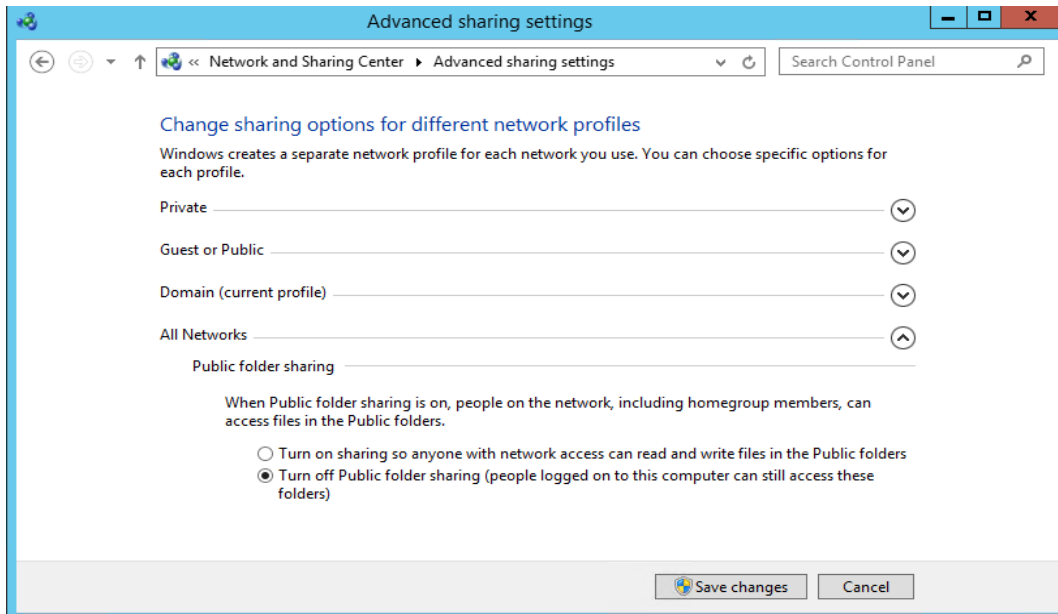 Advanced sharing settings
« Network and Sharing Center ▸ Advanced sharing settings
Search Control Panel
Change sharing options for different network profiles
Windows creates a separate network profile for each network you use. You can choose specific options for
each profile.
Private
Guest or Public
Domain (current profile)
All Networks
Public folder sharing
When Public folder sharing is on, people on the network, including homegroup members, can
access files in the Public folders.
Turn on sharing so anyone with network access can read and write files in the Public folders
Turn off Public folder sharing (people logged on to this computer can still access these
folders)
Save changes
Cancel